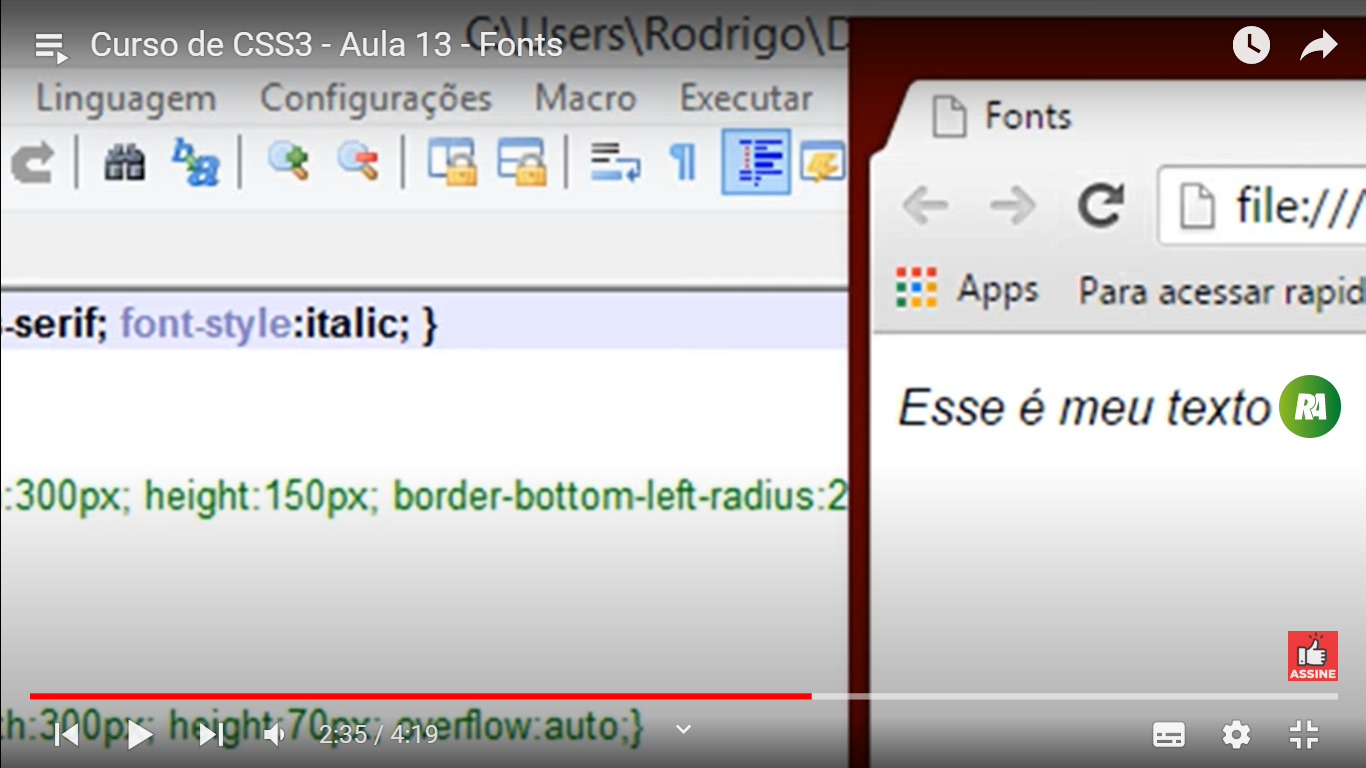 Curso de CSS3 - Aula 13 - Fonts
C:\Users\Rodrigo\D
Linguagem Configurações Macro Executar
Fonts
file:///
Apps Para acessar rapid
-serif; font-style:italic; }
Esse é meu texto
RA
:300px; height:150px; border-bottom-left-radius:2
ASSINE
h:300px; height:70px; overflow:auto;}
2:35 / 4:19